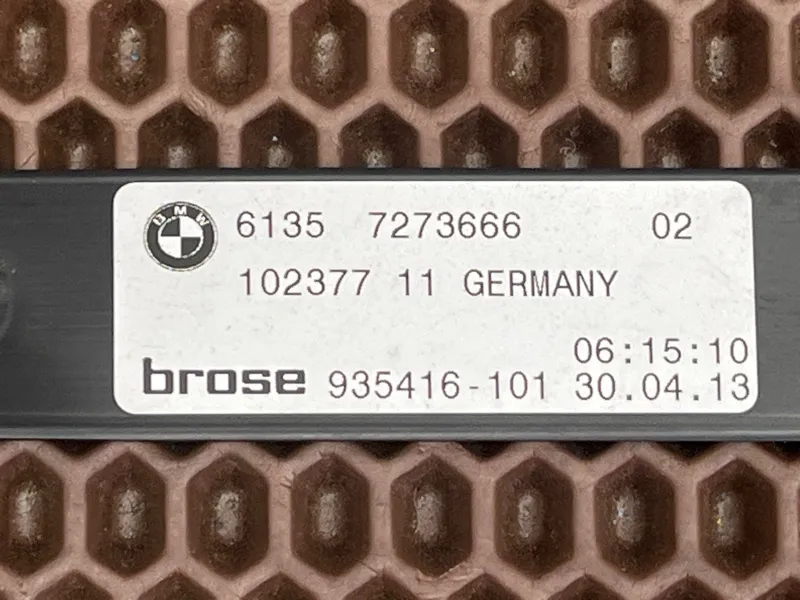 BMW
6135 7273666 02
102377 11 GERMANY
06:15:10
brose 935416-101 30.04.13